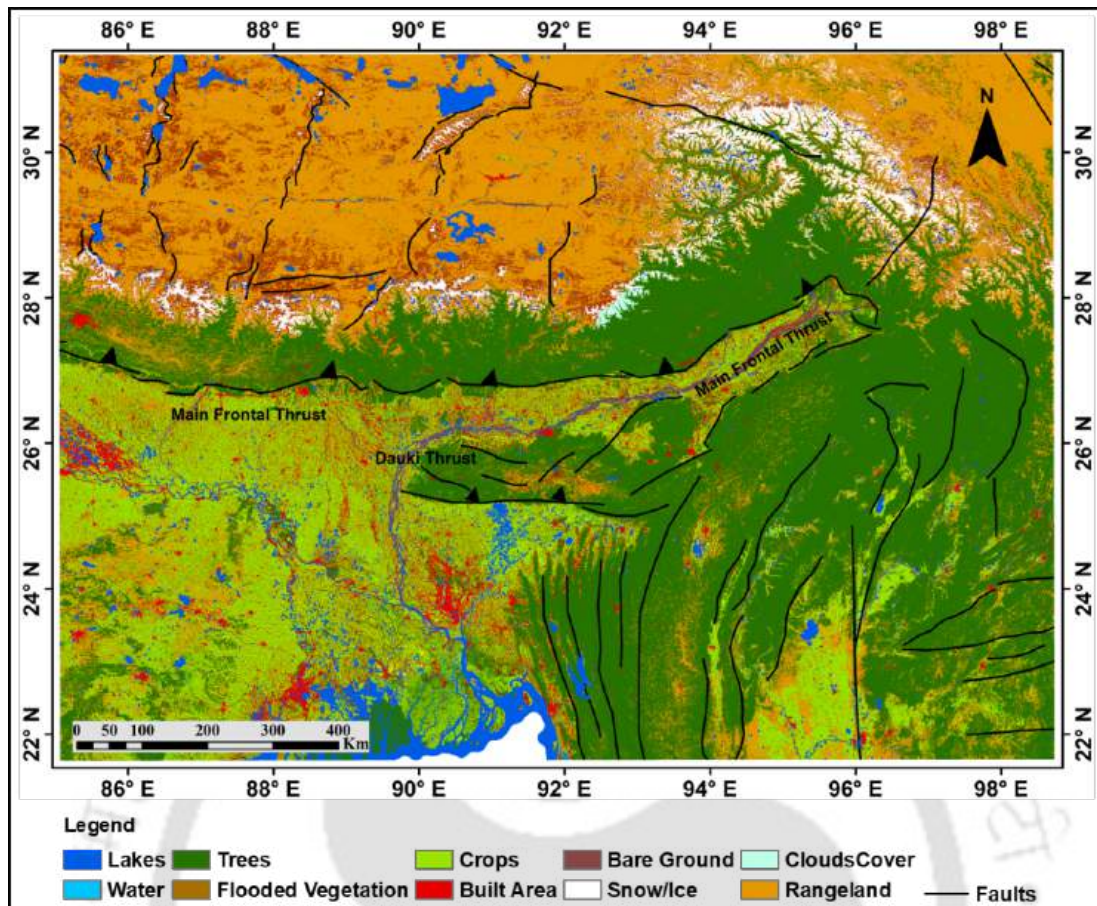 86° E 88° E 90° E 92° E 94° E 96° E 98° E
N
30 N 30 N
28 N 28 N
Main Frontal Thrust
Main Frontal Thrust
26° N 26° N
Dauki Thrust
24° N 24° N
22° N 22° N
0 50 100 200 300 400
Km
86° E 88° E 90° E 92° E 94° E 96° E 98° E
Legend
Lakes Trees Crops Bare Ground CloudsCover
Water Flooded Vegetation Built Area Snow/Ice Rangeland Faults